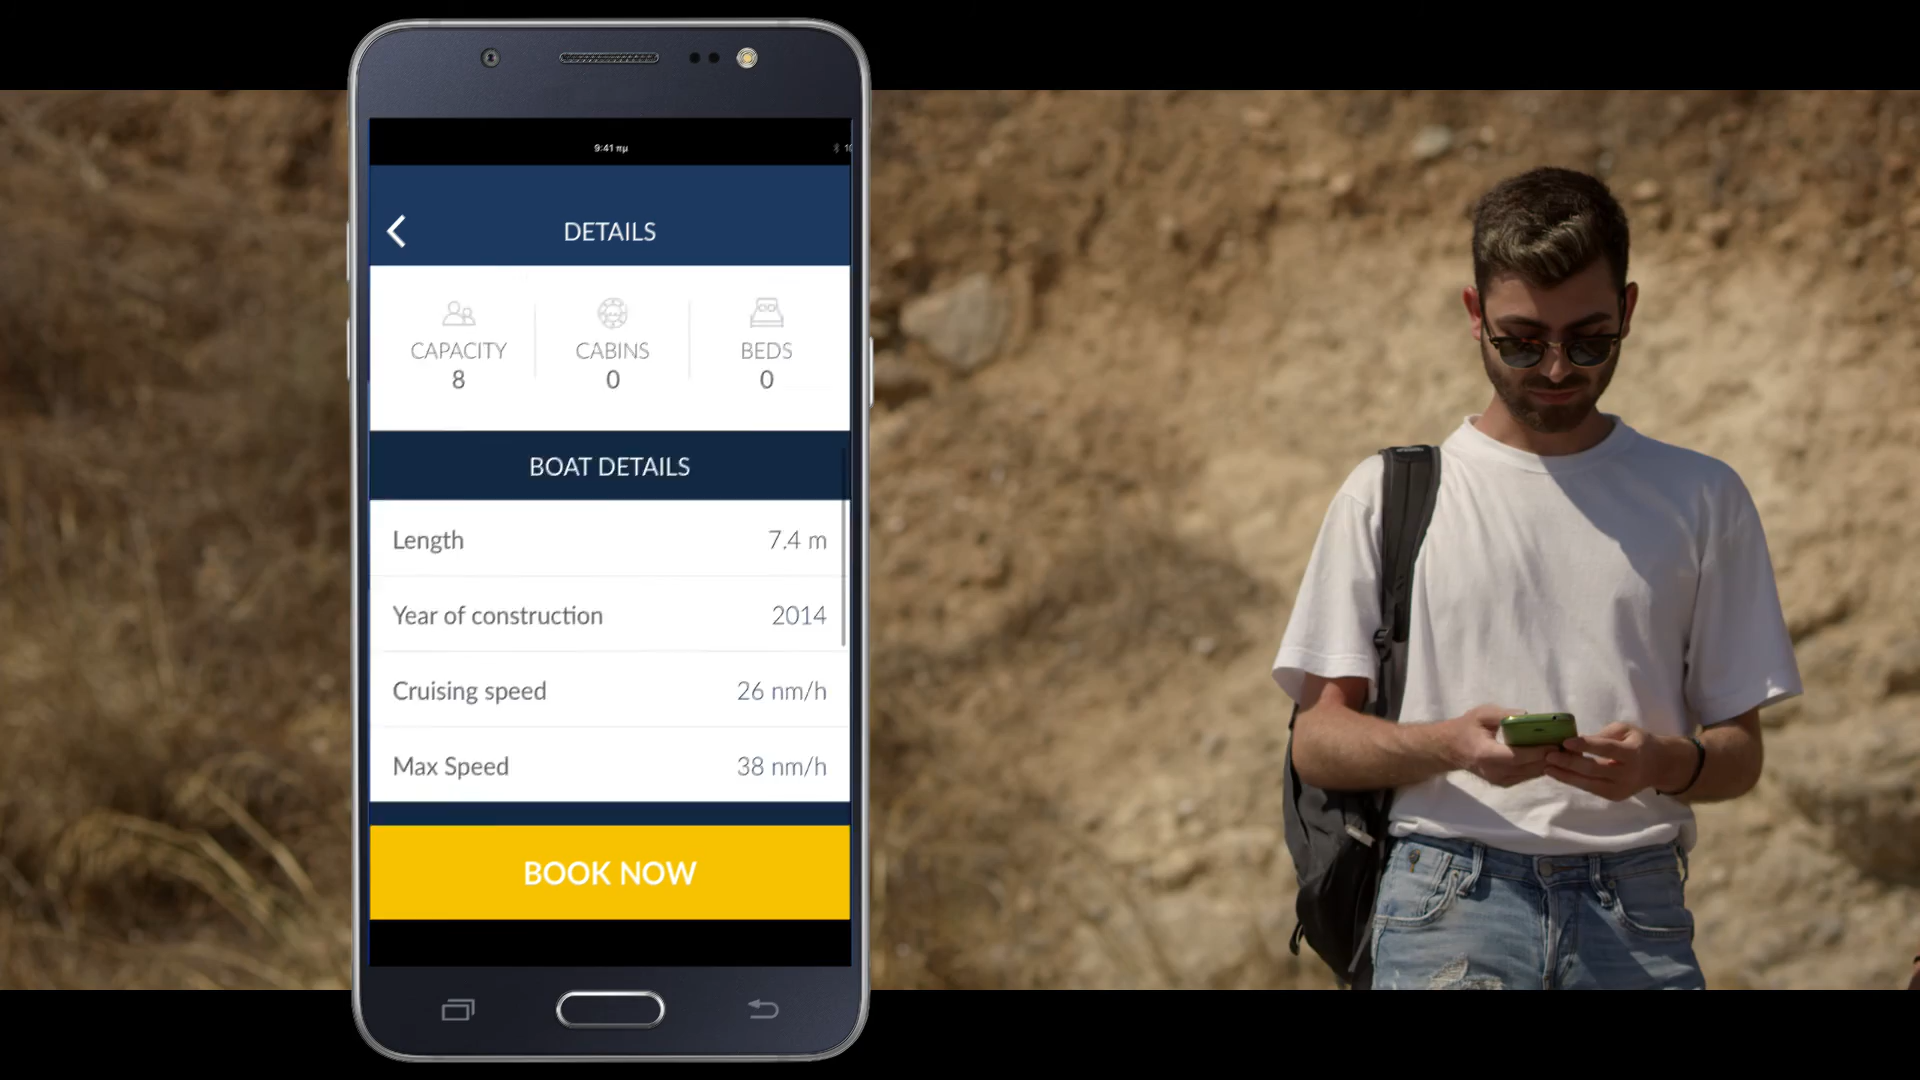 9:41 πμ
DETAILS
CAPACITY
8
CABINS
0
BEDS
0
BOAT DETAILS
Length 7.4 m
Year of construction 2014
Cruising speed 26 nm/h
Max Speed 38 nm/h
BOOK NOW